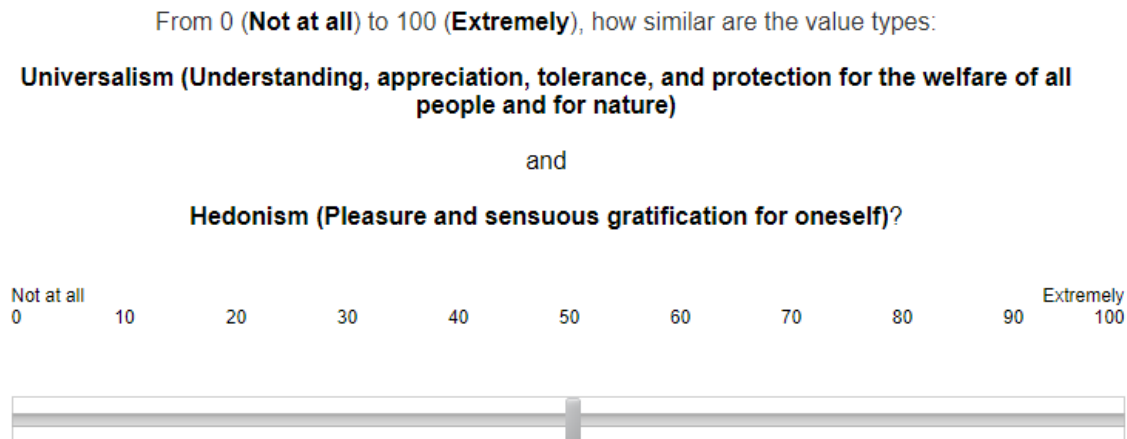 From 0 (Not at all) to 100 (Extremely), how similar are the value types:
Universalism (Understanding, appreciation, tolerance, and protection for the welfare of all
people and for nature)
and
Hedonism (Pleasure and sensuous gratification for oneself)?
Not at all Extremely
0 10 20 30 40 50 60 70 80 90 100